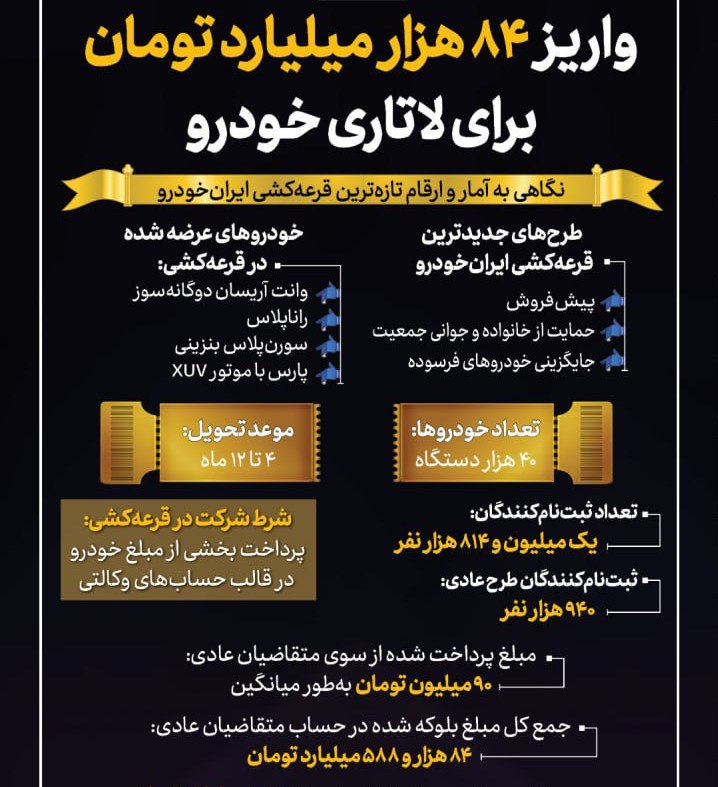 واریز ۸۴ هزار میلیارد تومان
برای لاتاری خودرو
نگاهی به آمار و ارقام تازه‌ترین قرعه‌کشی ایران‌خودرو
طرح‌های جدیدترین
قرعه‌کشی ایران‌خودرو
پیش‌فروش
حمایت از خانواده و جوانی جمعیت
جایگزینی خودروهای فرسوده
خودروهای عرضه شده
در قرعه‌کشی:
وانت آریسان دوگانه‌سوز
راناپلاس
سورن‌پلاس بنزینی
پارس با موتور XUV
تعداد خودروها:
۴۰ هزار دستگاه
موعد تحویل:
۴ تا ۱۲ ماه
تعداد ثبت‌نام‌کنندگان:
یک میلیون و ۸۱۴ هزار نفر
ثبت‌نام‌کنندگان طرح عادی:
۹۴۰ هزار نفر
شرط شرکت در قرعه‌کشی:
پرداخت بخشی از مبلغ خودرو
در قالب حساب‌های وکالتی
مبلغ پرداخت شده از سوی متقاضیان عادی:
۹۰ میلیون تومان به‌طور میانگین
جمع کل مبلغ بلوکه شده در حساب متقاضیان عادی:
۸۴ هزار و ۵۸۸ میلیارد تومان